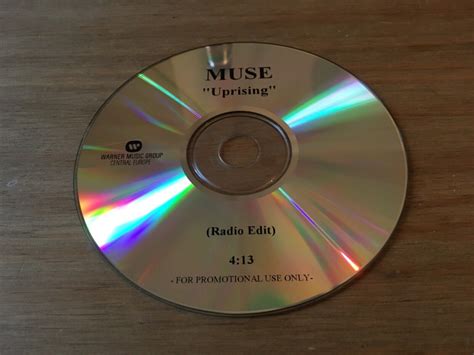 MUSE
"Uprising"
WARNER MUSIC GROUP
CENTRAL EUROPE
(Radio Edit)
4:13
- FOR PROMOTIONAL USE ONLY-